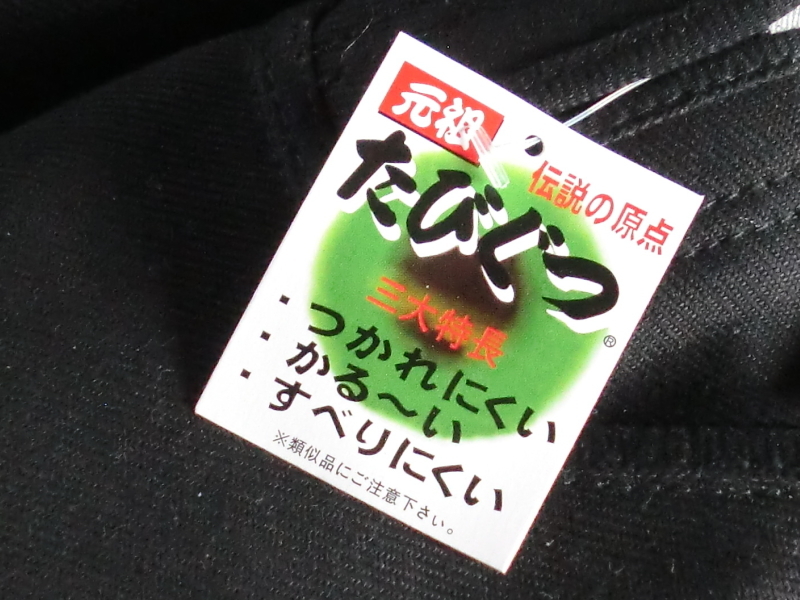 元祖
伝説の原点
たびぐつ®
三大特長
・つかれにくい
・かる〜い
・すべりにくい
※類似品にご注意下さい。